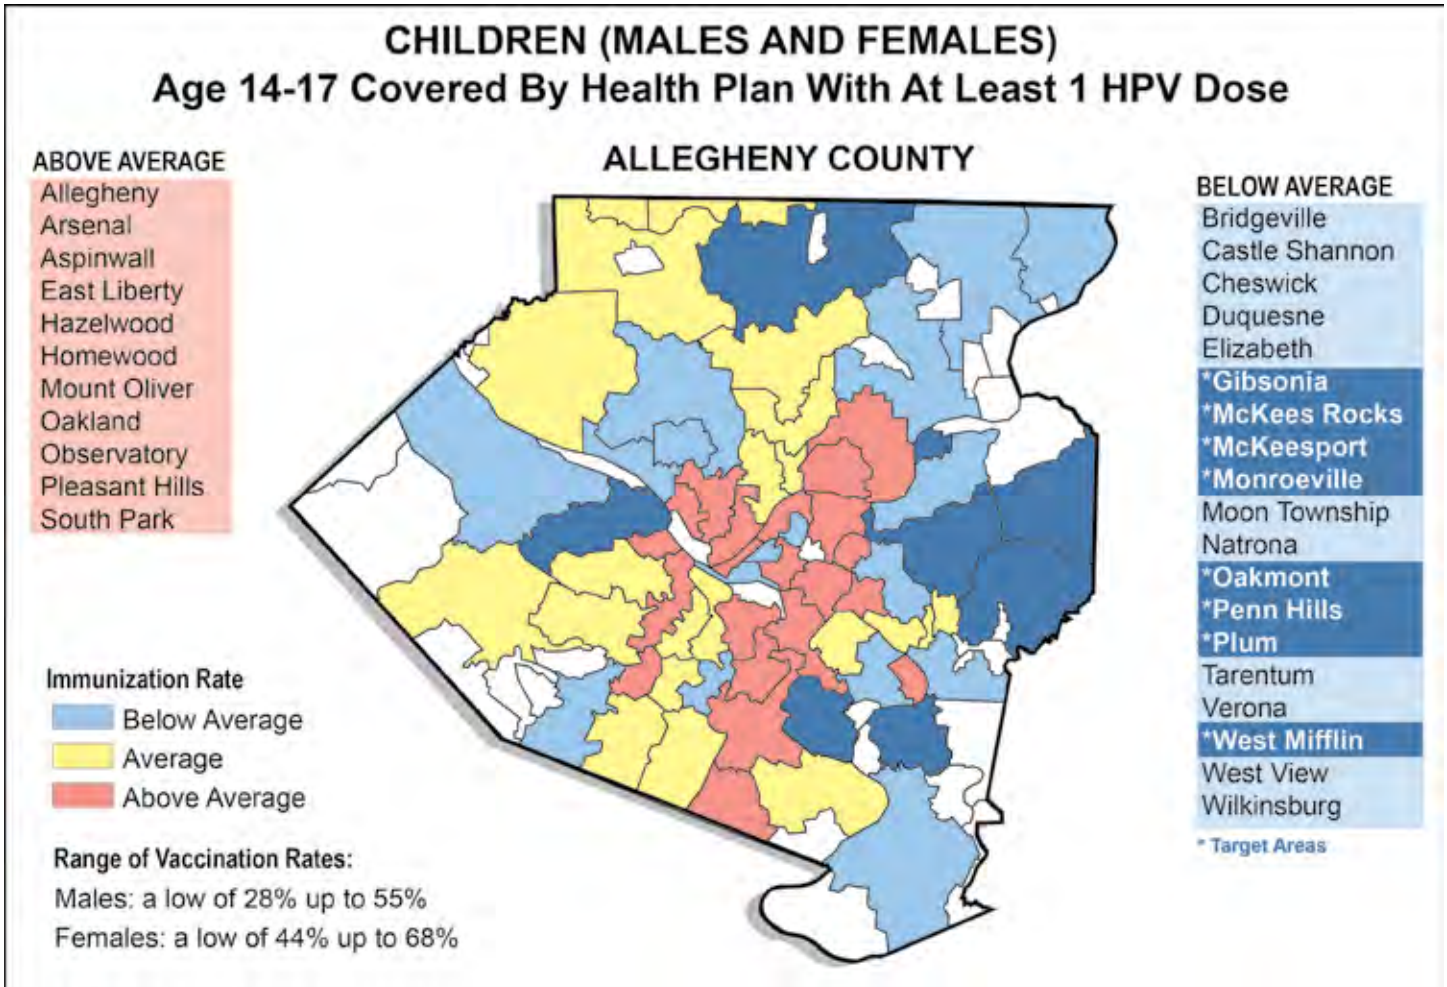 CHILDREN (MALES AND FEMALES)
Age 14-17 Covered By Health Plan With At Least 1 HPV Dose
ALLEGHENY COUNTY
ABOVE AVERAGE
Allegheny
Arsenal
Aspinwall
East Liberty
Hazelwood
Homewood
Mount Oliver
Oakland
Observatory
Pleasant Hills
South Park
BELOW AVERAGE
Bridgeville
Castle Shannon
Cheswick
Duquesne
Elizabeth
*Gibsonia
*McKees Rocks
*McKeesport
*Monroeville
Moon Township
Natrona
*Oakmont
*Penn Hills
*Plum
Tarentum
Verona
*West Mifflin
West View
Wilkinsburg
* Target Areas
Immunization Rate
Below Average
Average
Above Average
Range of Vaccination Rates:
Males: a low of 28% up to 55%
Females: a low of 44% up to 68%